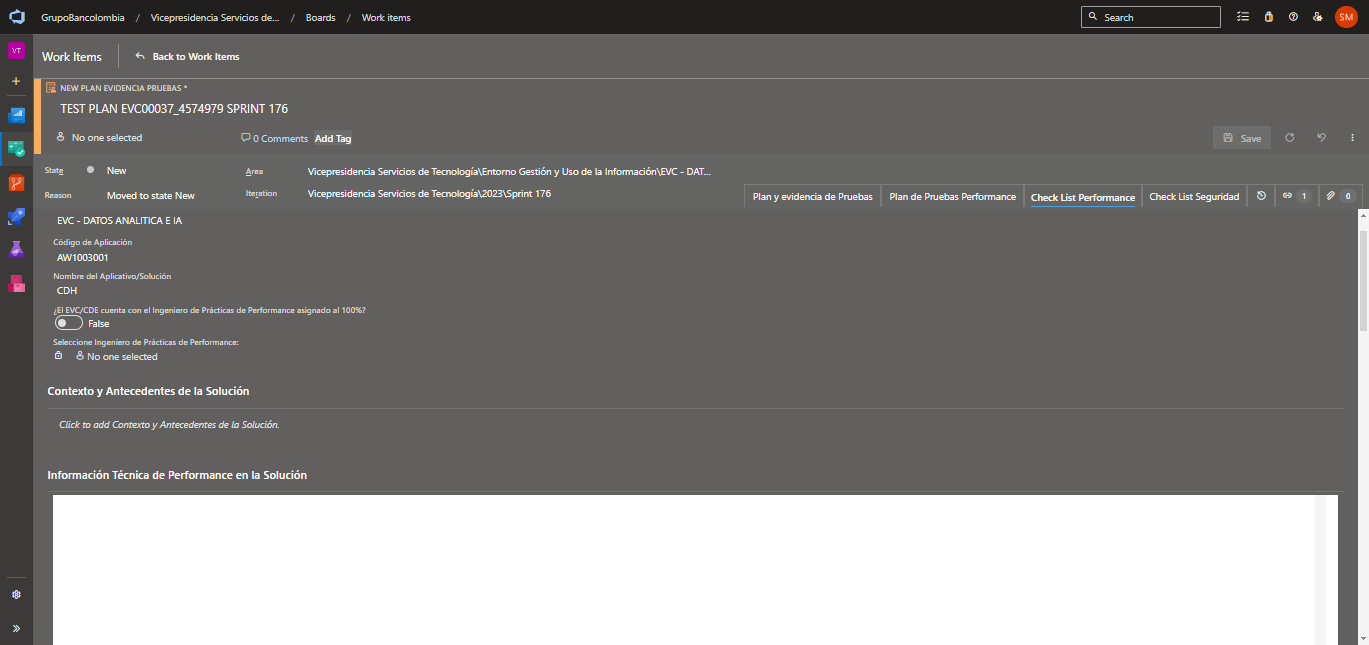 GrupoBancolombia / Vicepresidencia Servicios de... / Boards / Work items
Search
SM
VT
Work Items
Back to Work Items
NEW PLAN EVIDENCIA PRUEBAS *
TEST PLAN EVC00037_4574979 SPRINT 176
No one selected
0 Comments
Add Tag
Save
State
New
Area
Vicepresidencia Servicios de Tecnología\Entorno Gestión y Uso de la Información\EVC - DAT...
Reason
Moved to state New
Iteration
Vicepresidencia Servicios de Tecnología\2023\Sprint 176
Plan y evidencia de Pruebas
Plan de Pruebas Performance
Check List Performance
Check List Seguridad
1
0
EVC - DATOS ANALITICA E IA
Código de Aplicación
AW1003001
Nombre del Aplicativo/Solución
CDH
¿El EVC/CDE cuenta con el Ingeniero de Prácticas de Performance asignado al 100%?
False
Seleccione Ingeniero de Prácticas de Performance:
No one selected
Contexto y Antecedentes de la Solución
Click to add Contexto y Antecedentes de la Solución.
Información Técnica de Performance en la Solución